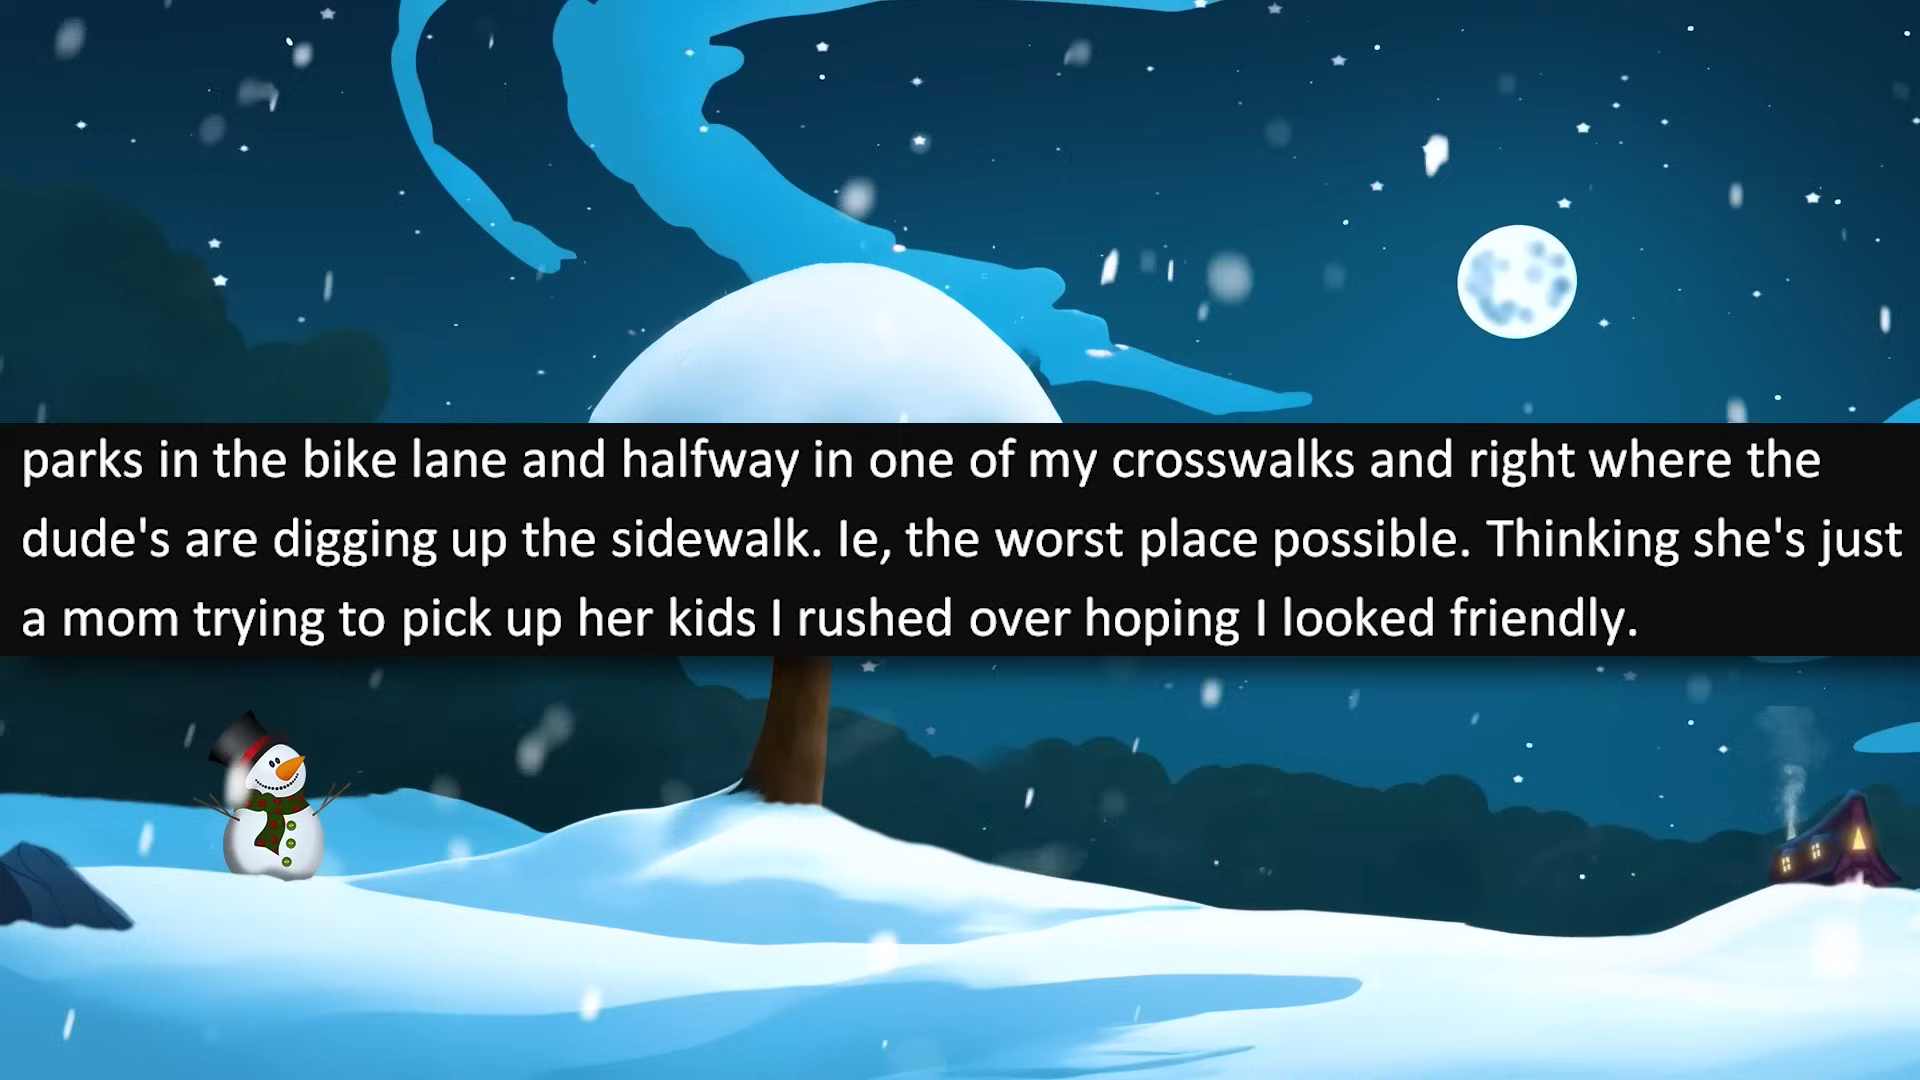 parks in the bike lane and halfway in one of my crosswalks and right where the
dude's are digging up the sidewalk. Ie, the worst place possible. Thinking she's just
a mom trying to pick up her kids I rushed over hoping I looked friendly.